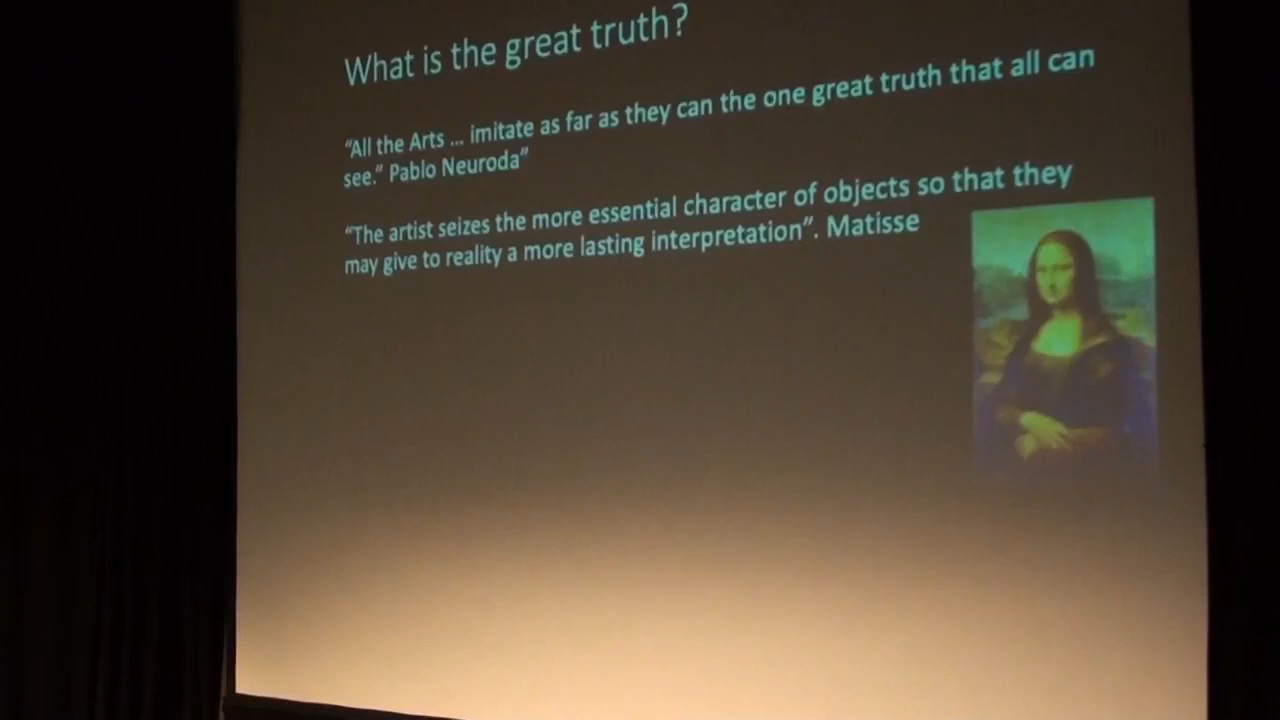 What is the great truth?
“All the Arts ... imitate as far as they can the one great truth that all can
see.” Pablo Neuroda”
“The artist seizes the more essential character of objects so that they
may give to reality a more lasting interpretation”. Matisse